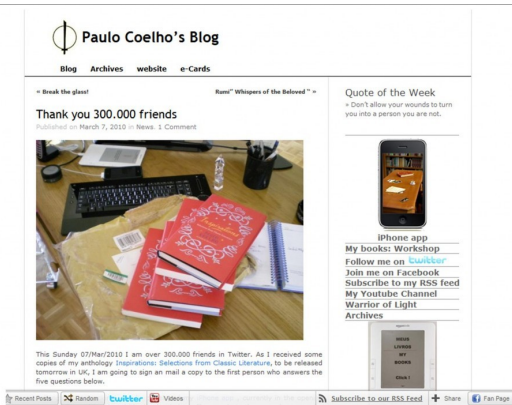 Paulo Coelho's Blog
Blog Archives website e-Cards
« Break the glass!
Rumi" Whispers of the Beloved " »
Thank you 300.000 friends
Published on March 7, 2010 in News. 1 Comment
This Sunday 07/Mar/2010 I am over 300.000 friends in Twitter. As I received some
copies of my anthology Inspirations: Selections from Classic Literature, to be released
tomorrow in UK, I am going to sign an mail a copy to the first person who answers the
five questions below.
Quote of the Week
» Don't allow your wounds to turn
you into a person you are not.
iPhone app
My books: Workshop
Follow me on twitter
Join me on Facebook
Subscribe to my RSS feed
My Youtube Channel
Warrior of Light
Archives
MEUS
LIVROS
MY
BOOKS
Click !
Recent Posts Random twitter Videos Subscribe to our RSS Feed Share Fan Page